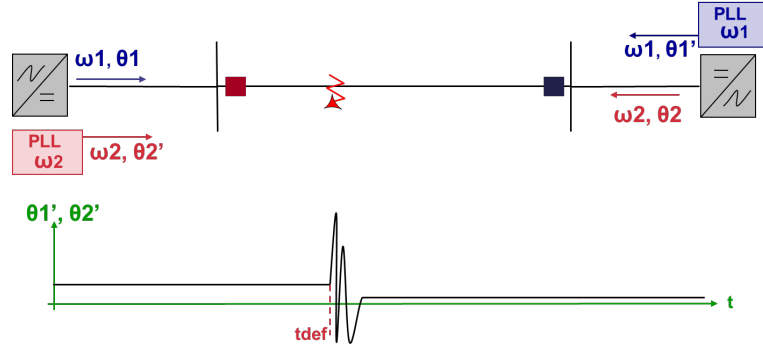 PLL
ω1
ω1, θ1
ω1, θ1’
PLL
ω2
ω2, θ2’
ω2, θ2
θ1’, θ2’
t
tdef